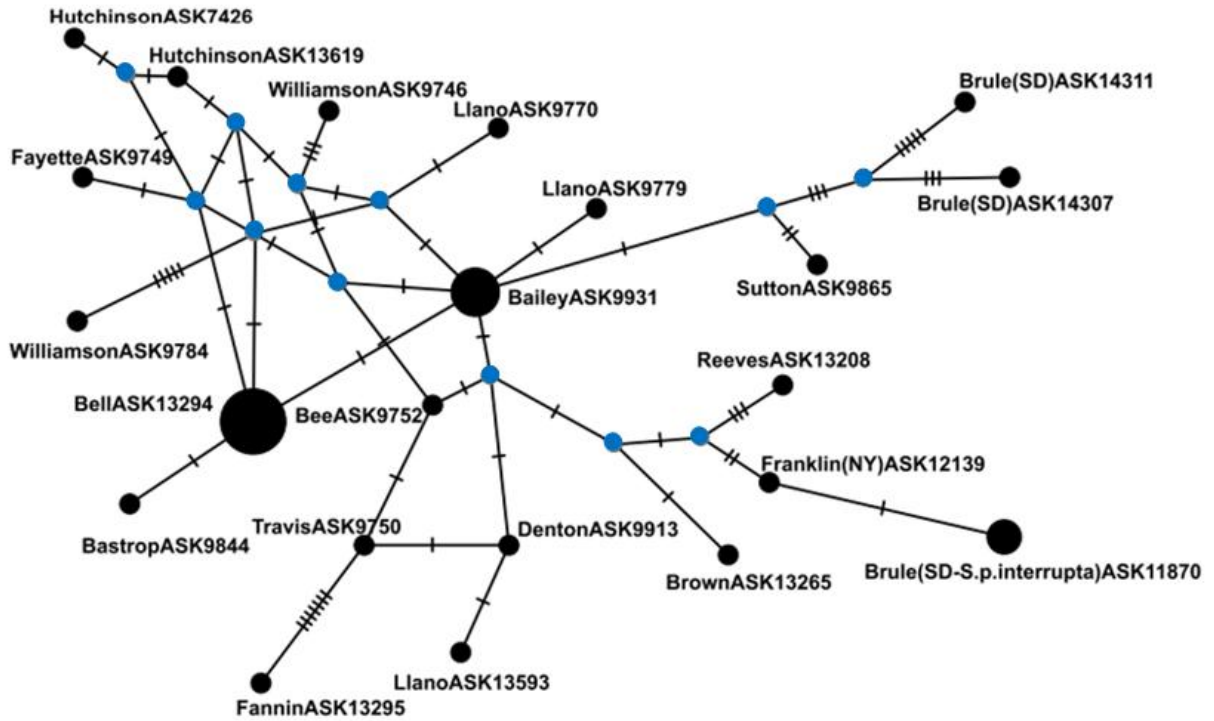 HutchinsonASK7426
HutchinsonASK13619
WilliamsonASK9746
Brule(SD)ASK14311
LlanoASK9770
FayetteASK9749
LlanoASK9779
Brule(SD)ASK14307
SuttonASK9865
BaileyASK9931
WilliamsonASK9784
ReevesASK13208
BellASK13294
BeeASK9752
Franklin(NY)ASK12139
TravisASK9750
DentonASK9913
BastropASK9844
BrownASK13265
Brule(SD-S.p.interrupta)ASK11870
LlanoASK13593
FanninASK13295